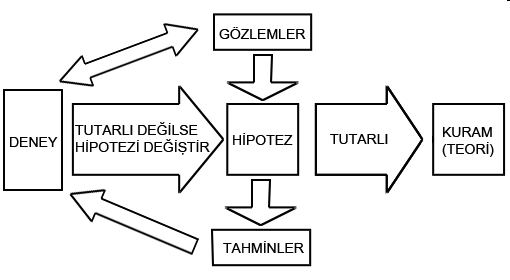 GÖZLEMLER
DENEY
TUTARLI DEĞİLSE
HİPOTEZİ DEĞİŞTİR
HİPOTEZ
TUTARLI
KURAM
(TEORİ)
TAHMİNLER